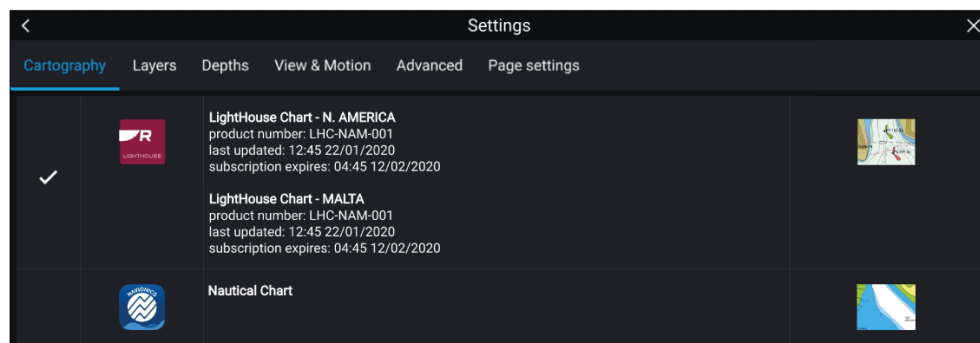 Settings
Cartography Layers Depths View & Motion Advanced Page settings
R
LIGHTHOUSE
LightHouse Chart - N. AMERICA
product number: LHC-NAM-001
last updated: 12:45 22/01/2020
subscription expires: 04:45 12/02/2020
LightHouse Chart - MALTA
product number: LHC-NAM-001
last updated: 12:45 22/01/2020
subscription expires: 04:45 12/02/2020
NAVIONICS
Nautical Chart